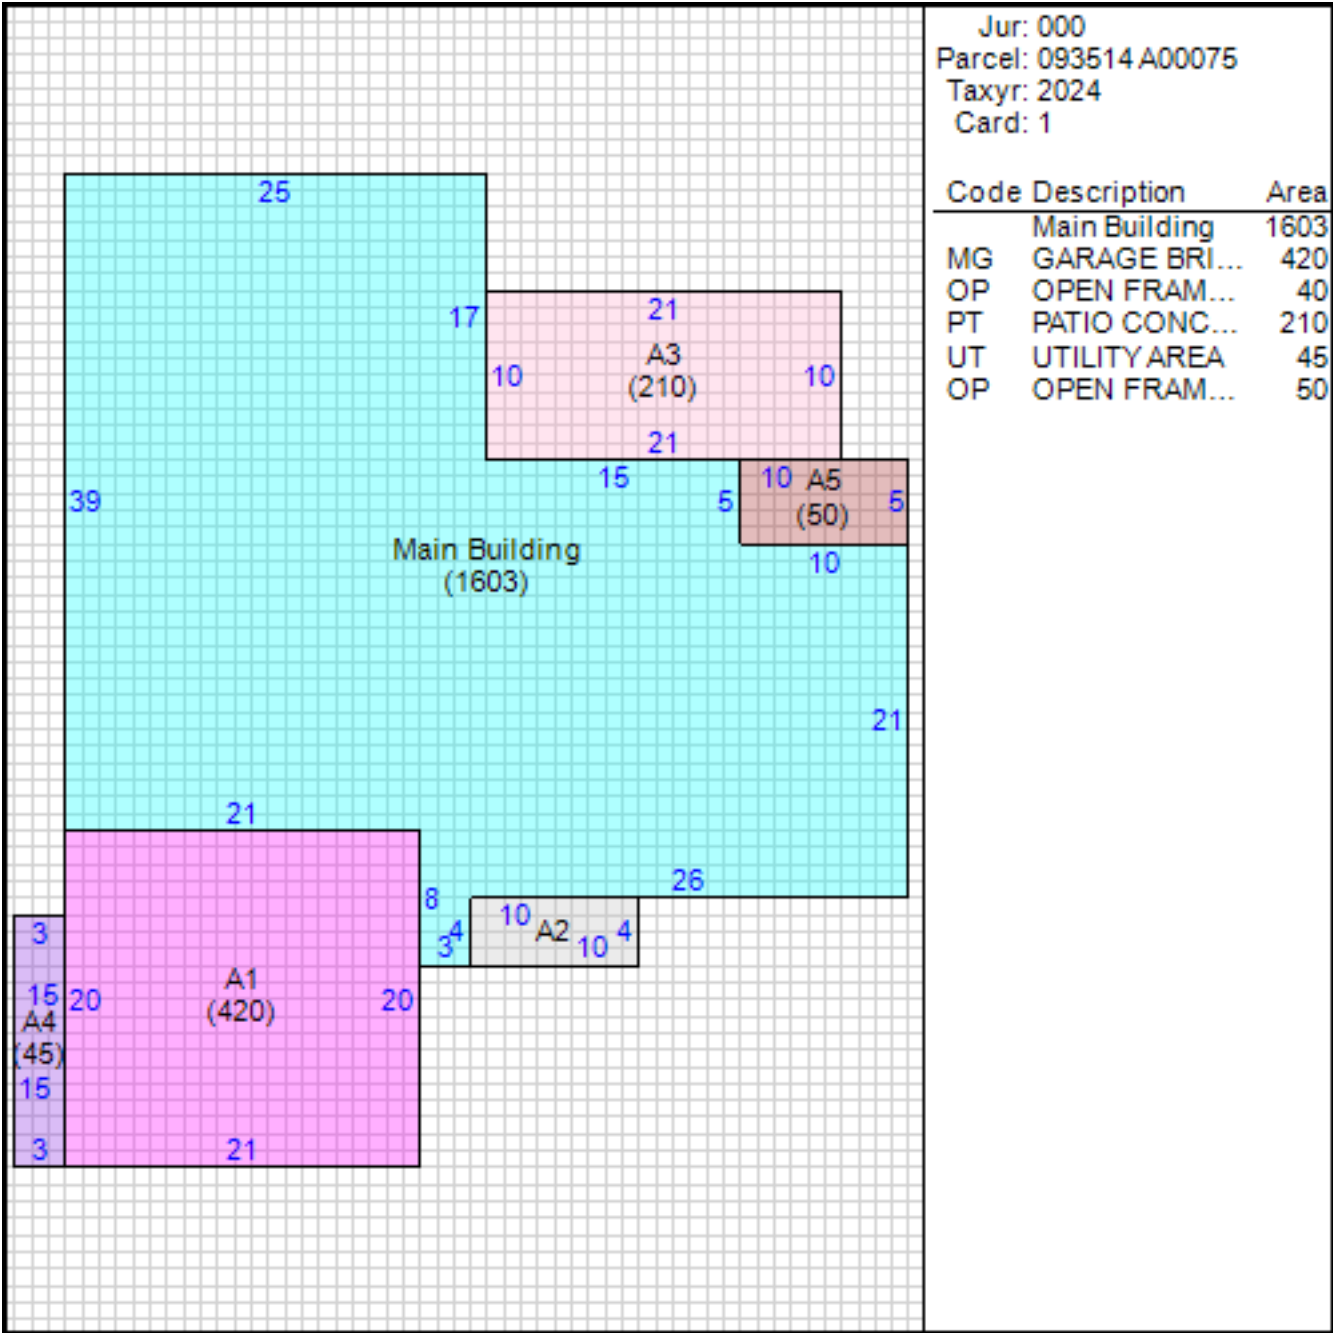 Jur: 000
Parcel: 093514 A00075
Taxyr: 2024
Card: 1
Code Description Area
Main Building 1603
MG GARAGE BRI... 420
OP OPEN FRAM... 40
PT PATIO CONC... 210
UT UTILITY AREA 45
OP OPEN FRAM... 50
25
17
21
A3
10 (210) 10
21
15
10 A5
39
5 (50) 5
Main Building
(1603)
10
21
21
26
8
10 A2 4
3
4
3 10
A1
(420)
15 20 20
A4
(45)
15
3 21